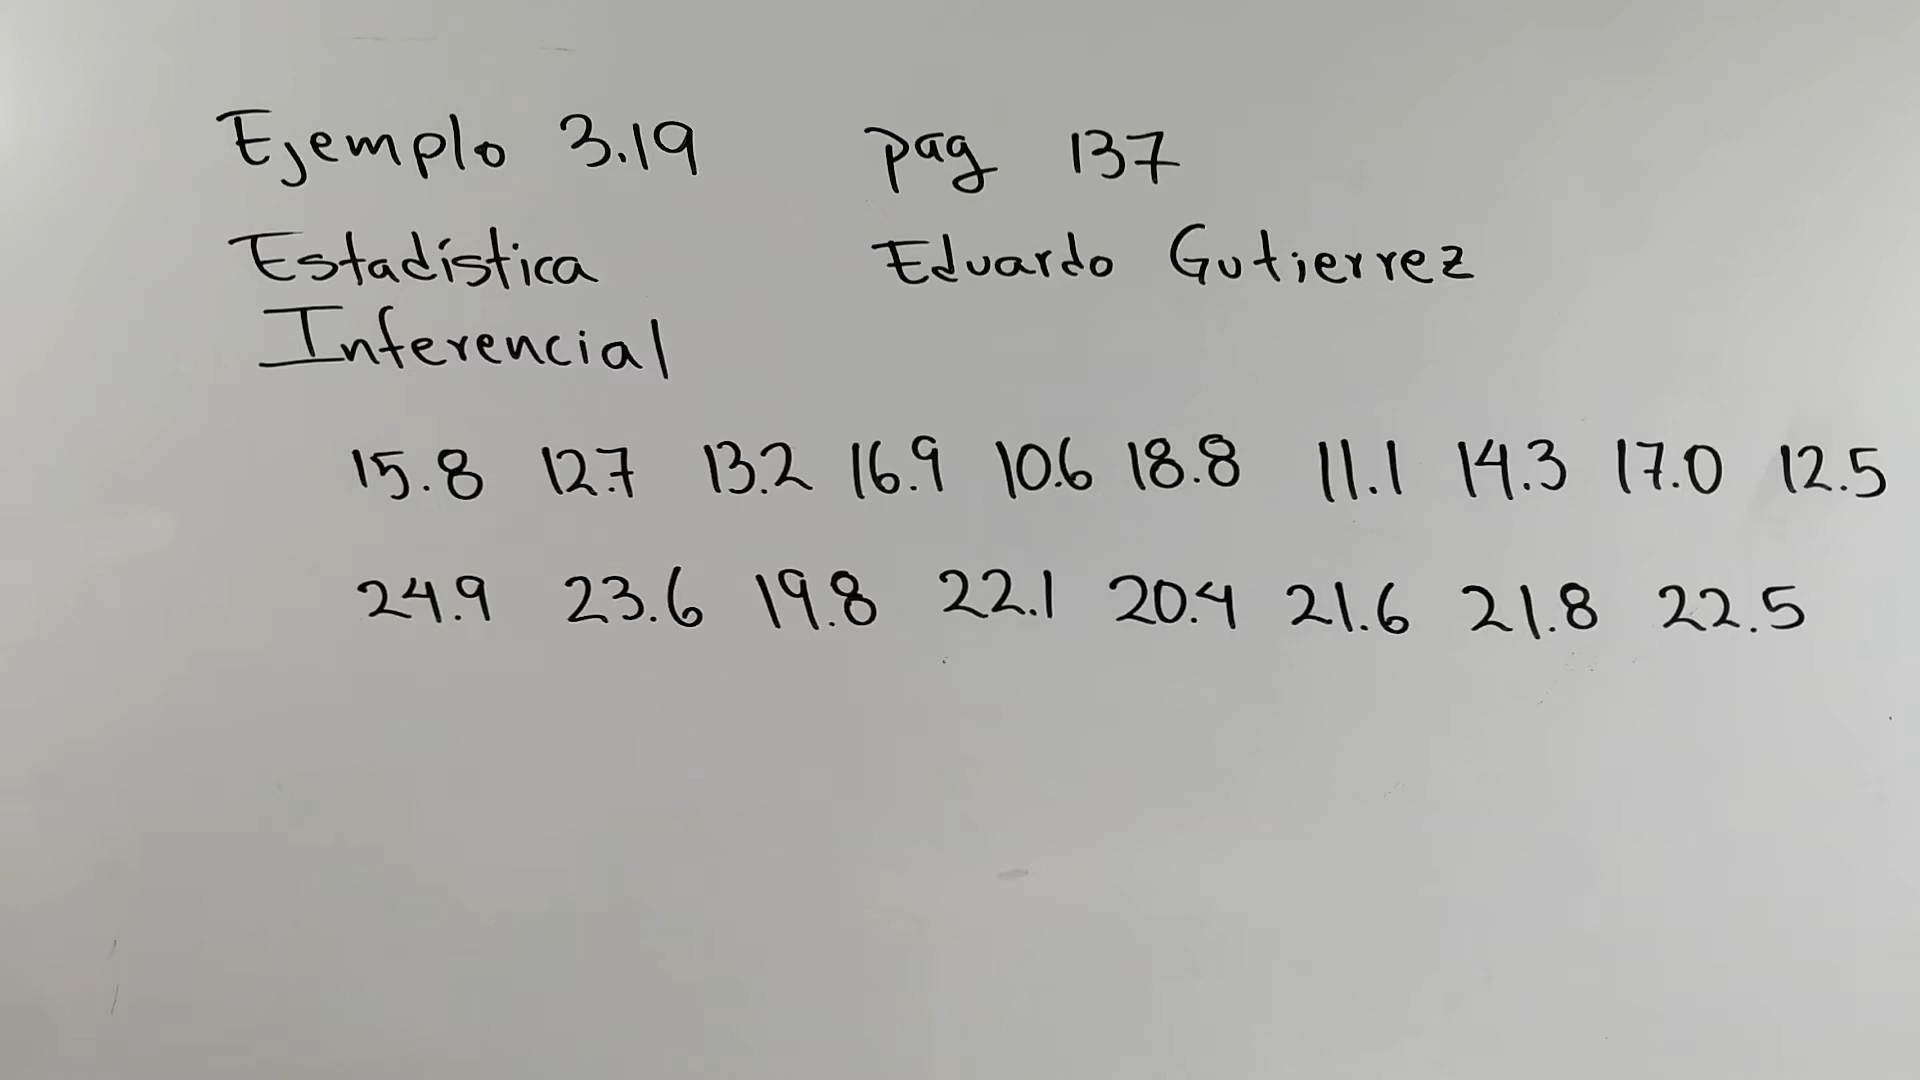 Ejemplo 3.19 pag 137
Estadística Eduardo Gutierrez
Inferencial
15.8 12.7 13.2 16.9 10.6 18.8 11.1 14.3 17.0 12.5
24.9 23.6 19.8 22.1 20.4 21.6 21.8 22.5